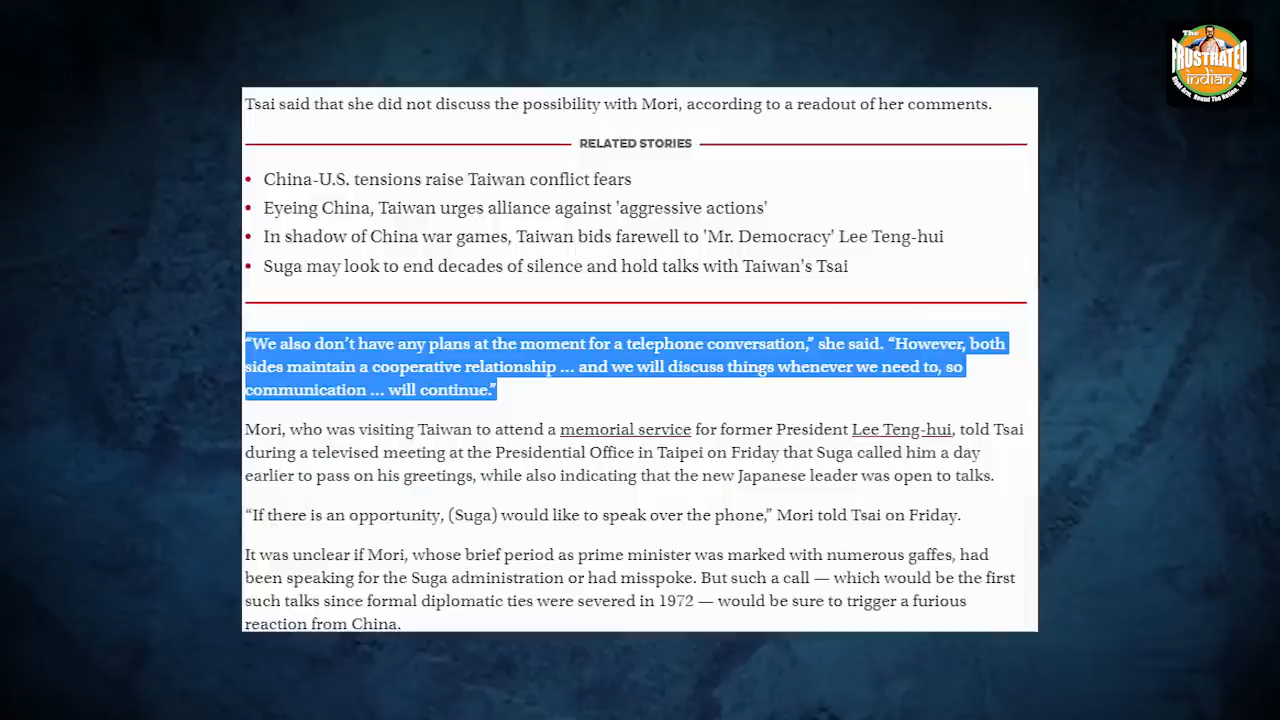 The
FRUSTRATED
indian
Tsai said that she did not discuss the possibility with Mori, according to a readout of her comments.
RELATED STORIES
• China-U.S. tensions raise Taiwan conflict fears
• Eyeing China, Taiwan urges alliance against 'aggressive actions'
• In shadow of China war games, Taiwan bids farewell to 'Mr. Democracy' Lee Teng-hui
• Suga may look to end decades of silence and hold talks with Taiwan's Tsai
“We also don’t have any plans at the moment for a telephone conversation,” she said. “However, both
sides maintain a cooperative relationship ... and we will discuss things whenever we need to, so
communication ... will continue.”
Mori, who was visiting Taiwan to attend a memorial service for former President Lee Teng-hui, told Tsai
during a televised meeting at the Presidential Office in Taipei on Friday that Suga called him a day
earlier to pass on his greetings, while also indicating that the new Japanese leader was open to talks.
“If there is an opportunity, (Suga) would like to speak over the phone,” Mori told Tsai on Friday.
It was unclear if Mori, whose brief period as prime minister was marked with numerous gaffes, had
been speaking for the Suga administration or had misspoke. But such a call — which would be the first
such talks since formal diplomatic ties were severed in 1972 — would be sure to trigger a furious
reaction from China.